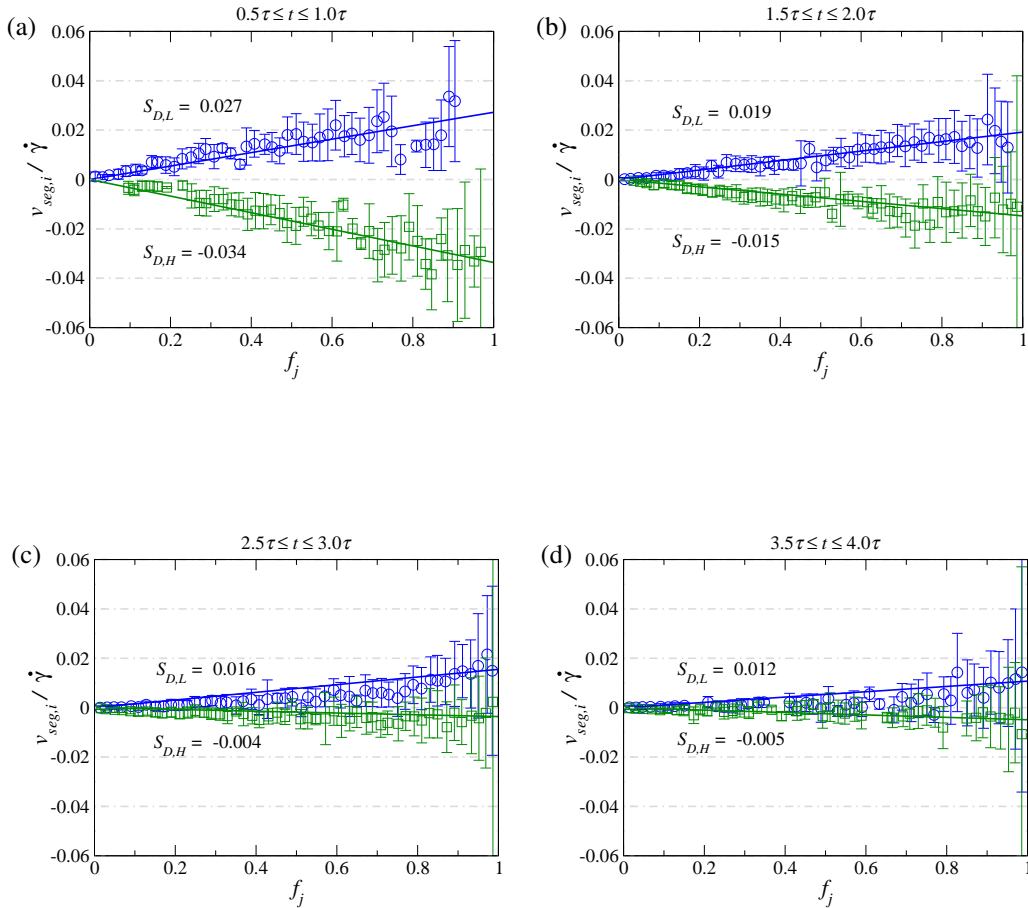 (a) 0.5τ ≤ t ≤ 1.0τ
0.06
0.04
0.02
0
-0.02
-0.04
-0.06
v_{seg,i} / γ̇
S_{D,L} = 0.027
S_{D,H} = -0.034
0 0.2 0.4 0.6 0.8 1
f_j
(b) 1.5τ ≤ t ≤ 2.0τ
0.06
0.04
0.02
0
-0.02
-0.04
-0.06
v_{seg,i} / γ̇
S_{D,L} = 0.019
S_{D,H} = -0.015
0 0.2 0.4 0.6 0.8 1
f_j
(c) 2.5τ ≤ t ≤ 3.0τ
0.06
0.04
0.02
0
-0.02
-0.04
-0.06
v_{seg,i} / γ̇
S_{D,L} = 0.016
S_{D,H} = -0.004
0 0.2 0.4 0.6 0.8 1
f_j
(d) 3.5τ ≤ t ≤ 4.0τ
0.06
0.04
0.02
0
-0.02
-0.04
-0.06
v_{seg,i} / γ̇
S_{D,L} = 0.012
S_{D,H} = -0.005
0 0.2 0.4 0.6 0.8 1
f_j